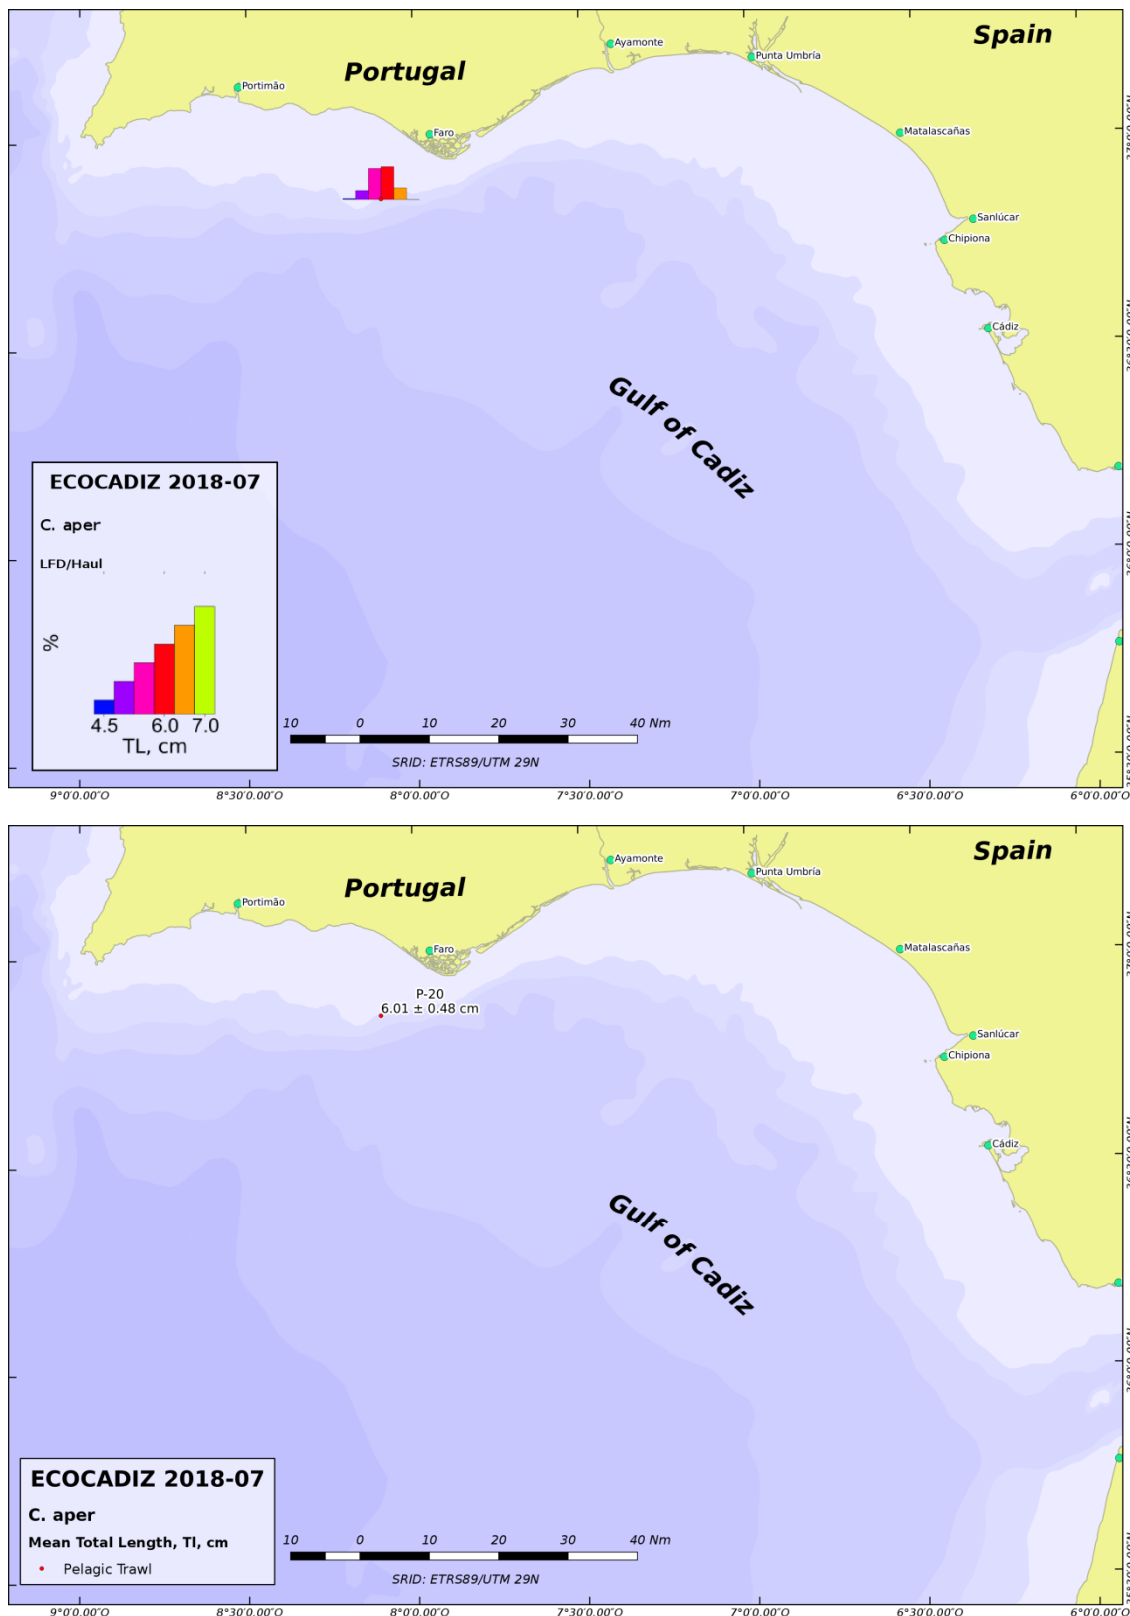 Spain
Portugal
Ayamonte
Punta Umbría
Portimão
Faro
Matalascañas
Sanlúcar
Chipiona
Cádiz
Gulf of Cadiz
ECOCADIZ 2018-07
C. aper
LFD/Haul
%
4.5 6.0 7.0
TL, cm
10 0 10 20 30 40 Nm
SRID: ETRS89/UTM 29N
9°0'0.00"O 8°30'0.00"O 8°0'0.00"O 7°30'0.00"O 7°0'0.00"O 6°30'0.00"O 6°0'0.00"O
Spain
Portugal
Ayamonte
Punta Umbría
Portimão
Faro
Matalascañas
P-20
6.01 ± 0.48 cm
Sanlúcar
Chipiona
Cádiz
Gulf of Cadiz
ECOCADIZ 2018-07
C. aper
Mean Total Length, Tl, cm
Pelagic Trawl
10 0 10 20 30 40 Nm
SRID: ETRS89/UTM 29N
9°0'0.00"O 8°30'0.00"O 8°0'0.00"O 7°30'0.00"O 7°0'0.00"O 6°30'0.00"O 6°0'0.00"O